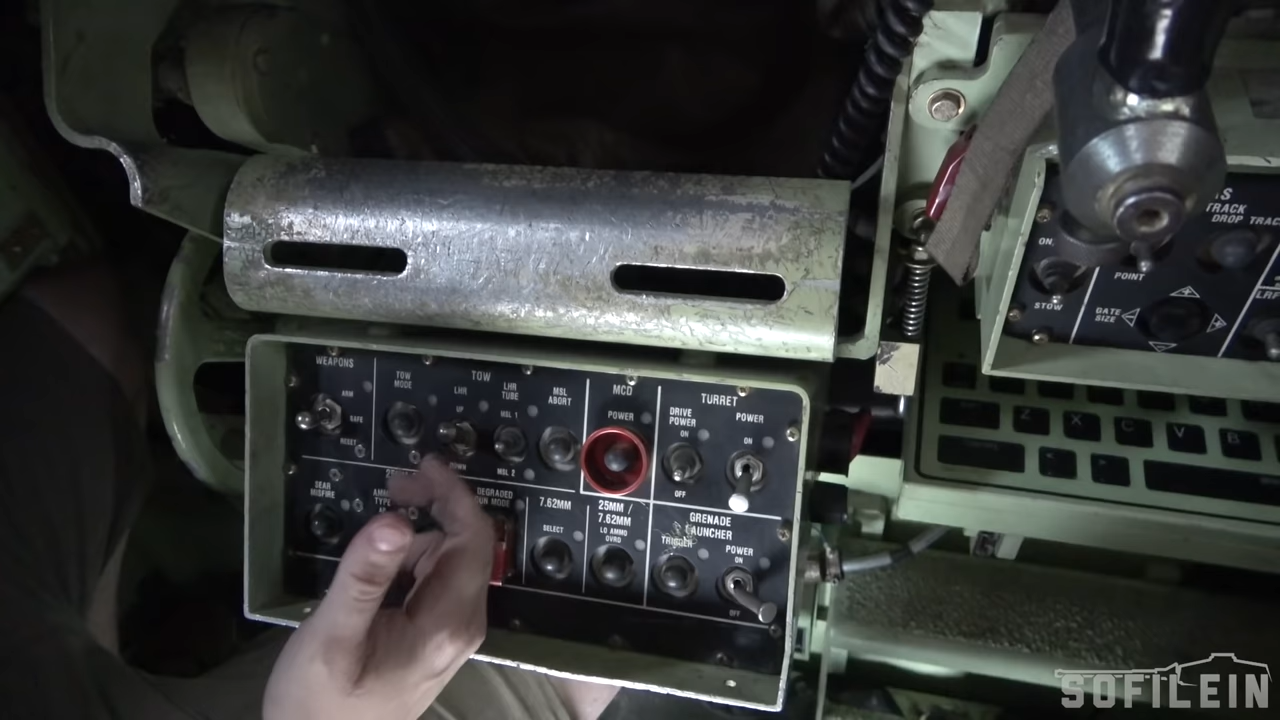 WEAPONS
ARM
SAFE
RESET
TOW
TOW
MODE
LHR
UP
DOWN
LHR
TUBE
MSL 1
MSL 2
MSL
ABORT
MCD
POWER
TURRET
DRIVE
POWER
ON
OFF
POWER
ON
SEAR
MISFIRE
DEGRADED
GUN MODE
7.62MM
SELECT
25MM /
7.62MM
LO AMMO
OVRD
GRENADE
LAUNCHER
TRIGGER
POWER
ON
OFF
TRACK
DROP TRACK
ON
STOW
POINT
GATE
SIZE
Z
X
C
V
B
SOFILEIN